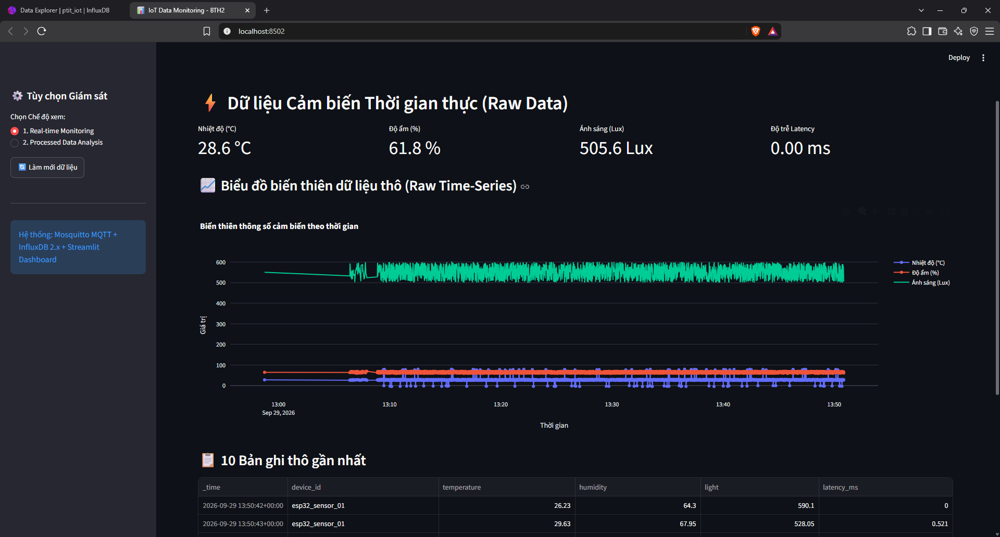 Data Explorer | ptit_iot | InfluxDB
IoT Data Monitoring - BTH2
localhost:8502
Deploy
Tùy chọn Giám sát
Chọn Chế độ xem:
1. Real-time Monitoring
2. Processed Data Analysis
Làm mới dữ liệu
Hệ thống: Mosquitto MQTT +
InfluxDB 2.x + Streamlit
Dashboard
Dữ liệu Cảm biến Thời gian thực (Raw Data)
Nhiệt độ (°C)
28.6 °C
Độ ẩm (%)
61.8 %
Ánh sáng (Lux)
505.6 Lux
Độ trễ Latency
0.00 ms
Biểu đồ biến thiên dữ liệu thô (Raw Time-Series)
Biến thiên thông số cảm biến theo thời gian
600
500
400
300
200
100
0
Giá trị
13:00
Sep 29, 2026
13:10
13:20
13:30
13:40
13:50
Thời gian
Nhiệt độ (°C)
Độ ẩm (%)
Ánh sáng (Lux)
10 Bản ghi thô gần nhất
_time device_id temperature humidity light latency_ms
2026-09-29 13:50:42+00:00 esp32_sensor_01 26.23 64.3 590.1 0
2026-09-29 13:50:43+00:00 esp32_sensor_01 29.63 67.95 528.05 0.521